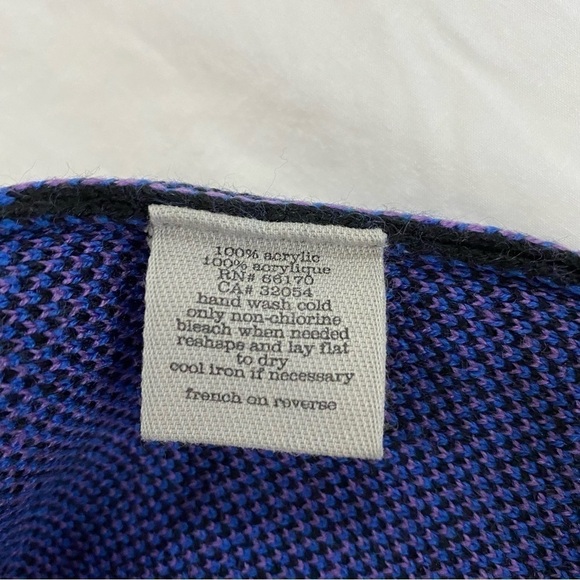 100% acrylic
100% acrylique
RN# 66170
CA# 32054
hand wash cold
only non-chlorine
bleach when needed
reshape and lay flat
to dry
cool iron if necessary
french on reverse